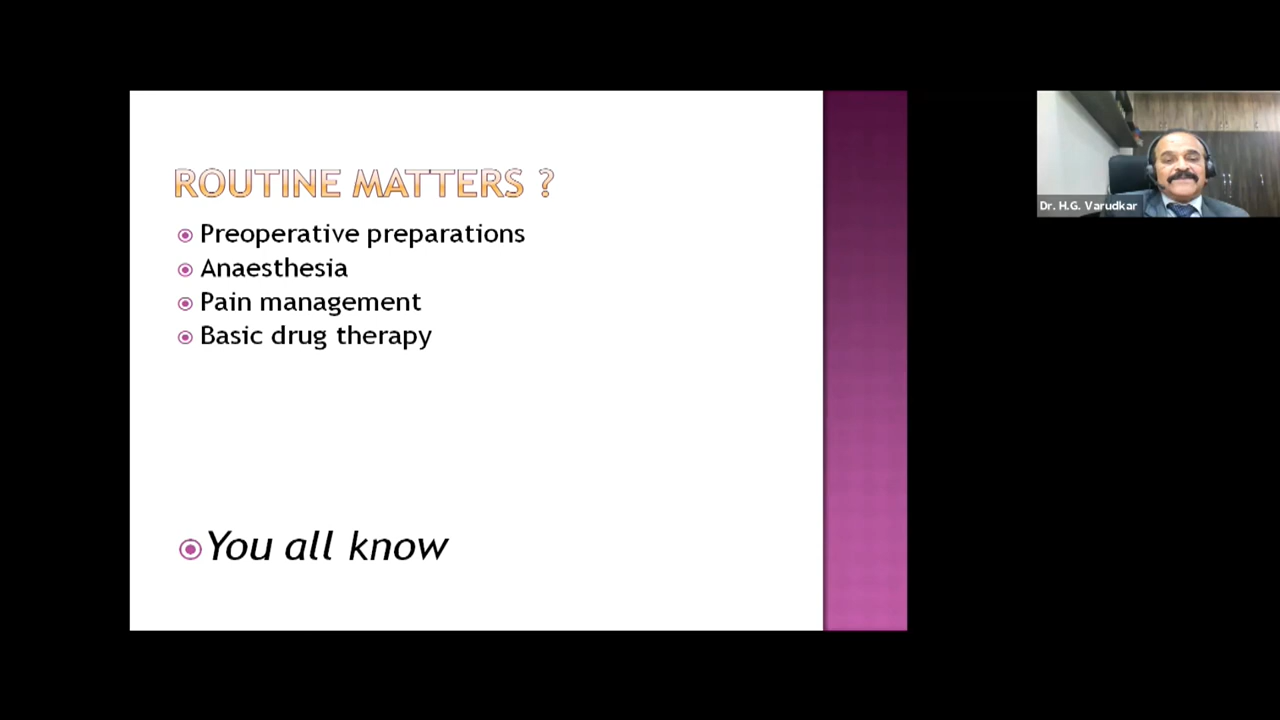 ROUTINE MATTERS ?
Preoperative preparations
Anaesthesia
Pain management
Basic drug therapy
You all know
Dr. H.G. Varudkar